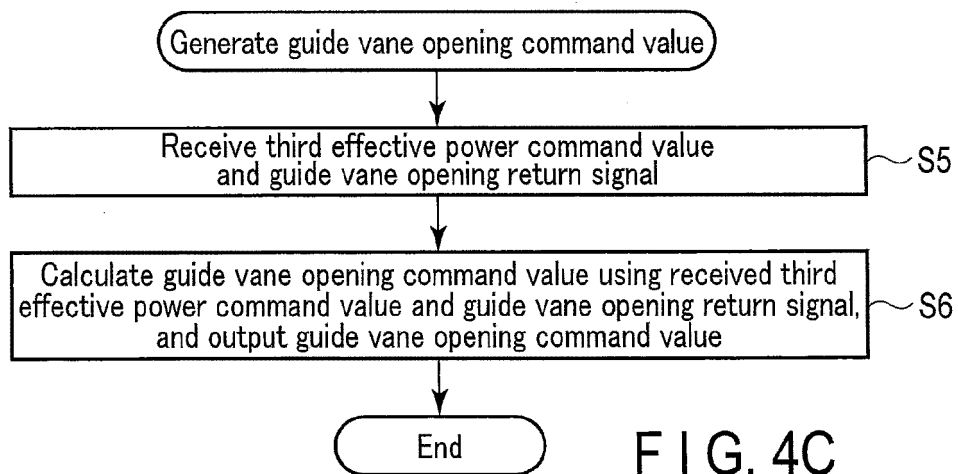 Generate guide vane opening command value
Receive third effective power command value
and guide vane opening return signal
S5
Calculate guide vane opening command value using received third
effective power command value and guide vane opening return signal,
and output guide vane opening command value
S6
End
FIG. 4C